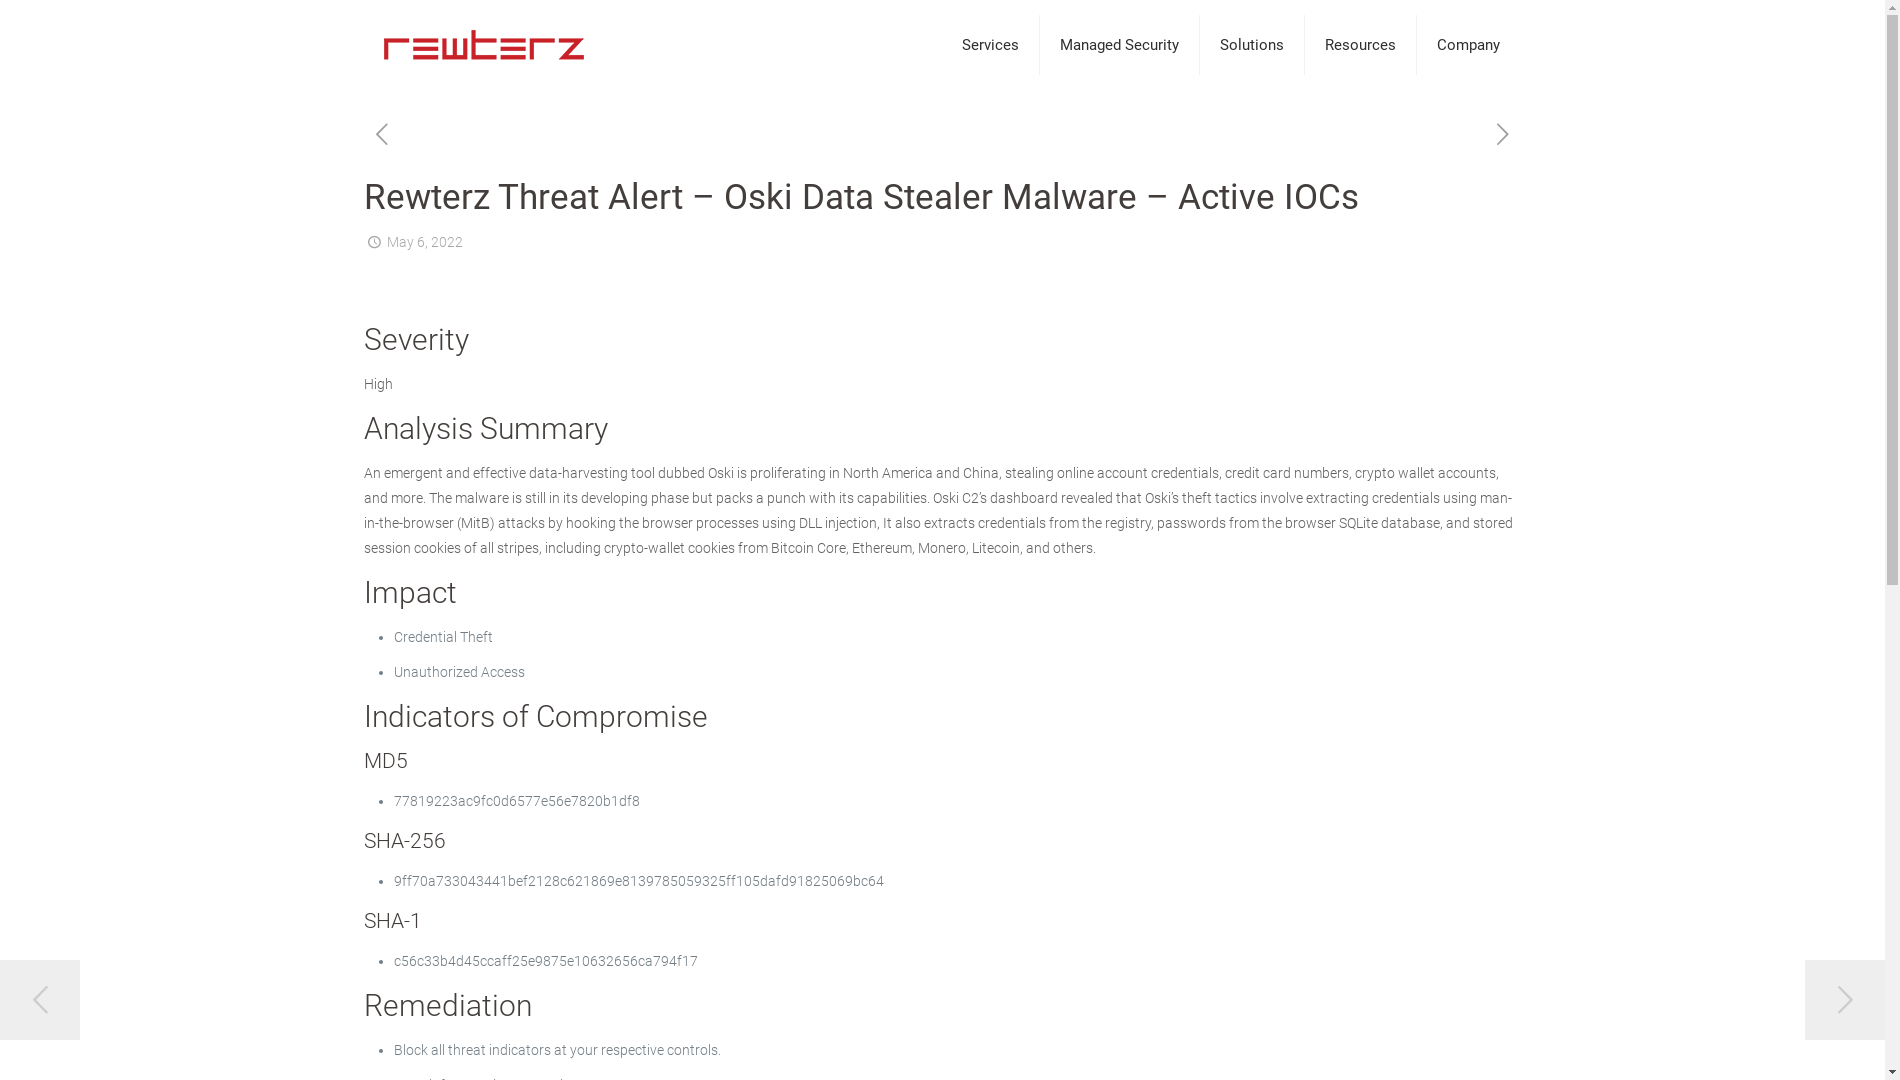 rewterz
Services
Managed Security
Solutions
Resources
Company
Rewterz Threat Alert – Oski Data Stealer Malware – Active IOCs
May 6, 2022
Severity
High
Analysis Summary
An emergent and effective data-harvesting tool dubbed Oski is proliferating in North America and China, stealing online account credentials, credit card numbers, crypto wallet accounts,
and more. The malware is still in its developing phase but packs a punch with its capabilities. Oski C2’s dashboard revealed that Oski’s theft tactics involve extracting credentials using man-
in-the-browser (MitB) attacks by hooking the browser processes using DLL injection, It also extracts credentials from the registry, passwords from the browser SQLite database, and stored
session cookies of all stripes, including crypto-wallet cookies from Bitcoin Core, Ethereum, Monero, Litecoin, and others.
Impact
• Credential Theft
• Unauthorized Access
Indicators of Compromise
MD5
• 77819223ac9fc0d6577e56e7820b1df8
SHA-256
• 9ff70a733043441bef2128c621869e8139785059325ff105dafd91825069bc64
SHA-1
• c56c33b4d45ccaff25e9875e10632656ca794f17
Remediation
• Block all threat indicators at your respective controls.